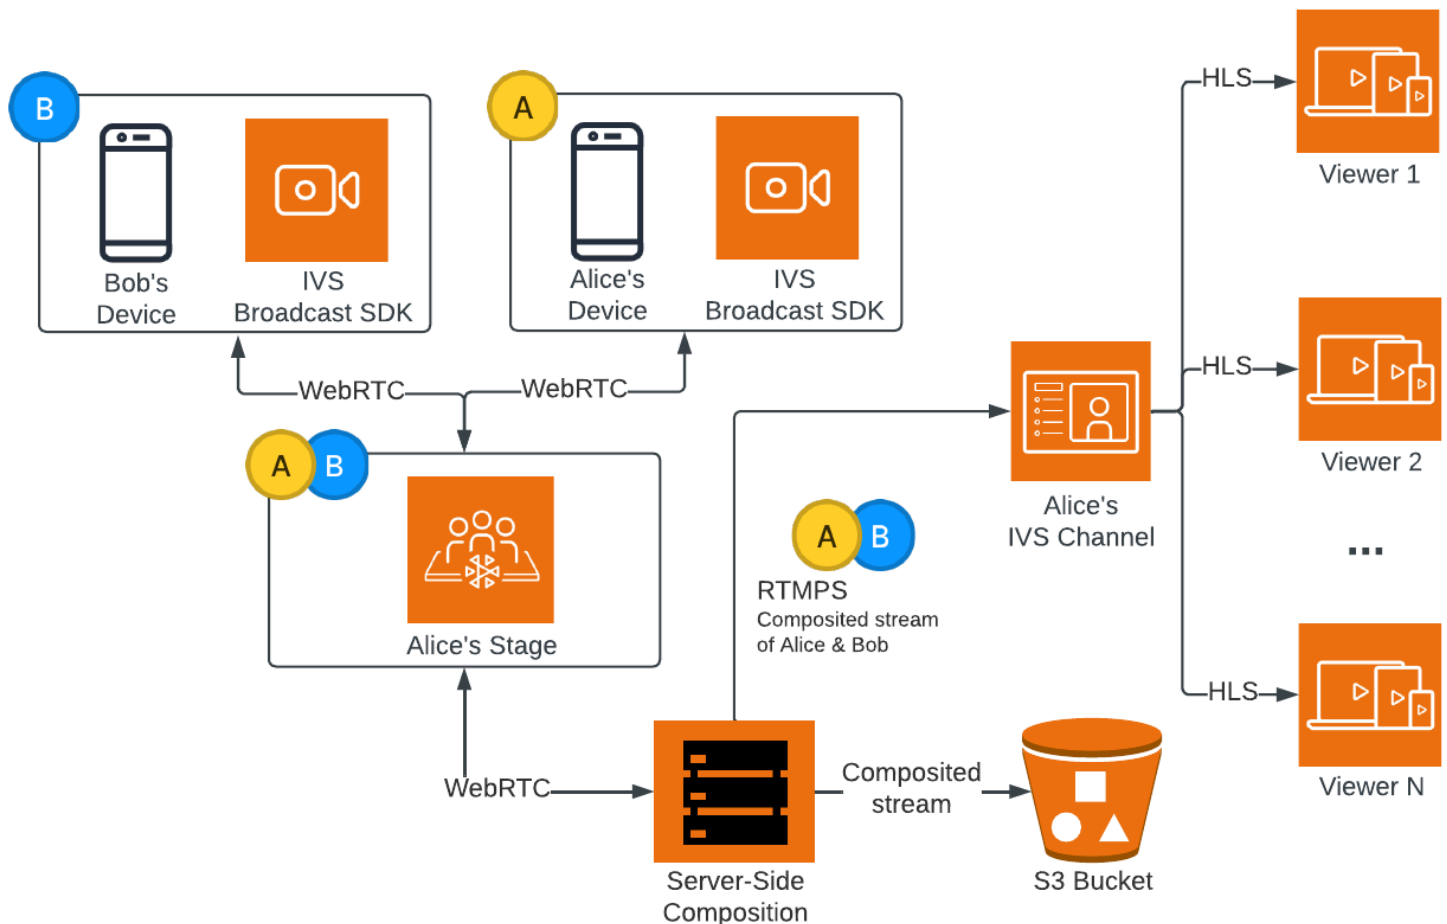 B
Bob's
Device
IVS
Broadcast SDK
A
Alice's
Device
IVS
Broadcast SDK
WebRTC
WebRTC
A
B
Alice's Stage
WebRTC
Server-Side
Composition
A
B
RTMPS
Composited stream
of Alice & Bob
Composited
stream
S3 Bucket
Alice's
IVS Channel
HLS
Viewer 1
HLS
Viewer 2
...
HLS
Viewer N